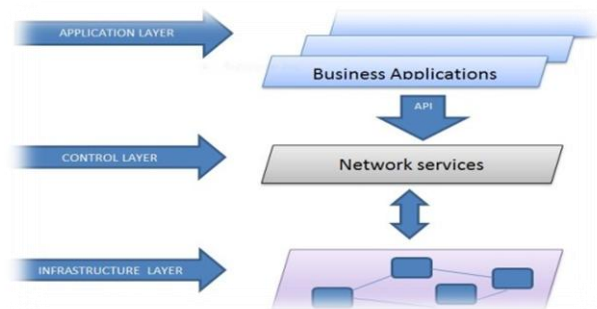 APPLICATION LAYER
Business Applications
API
CONTROL LAYER
Network services
INFRASTRUCTURE LAYER